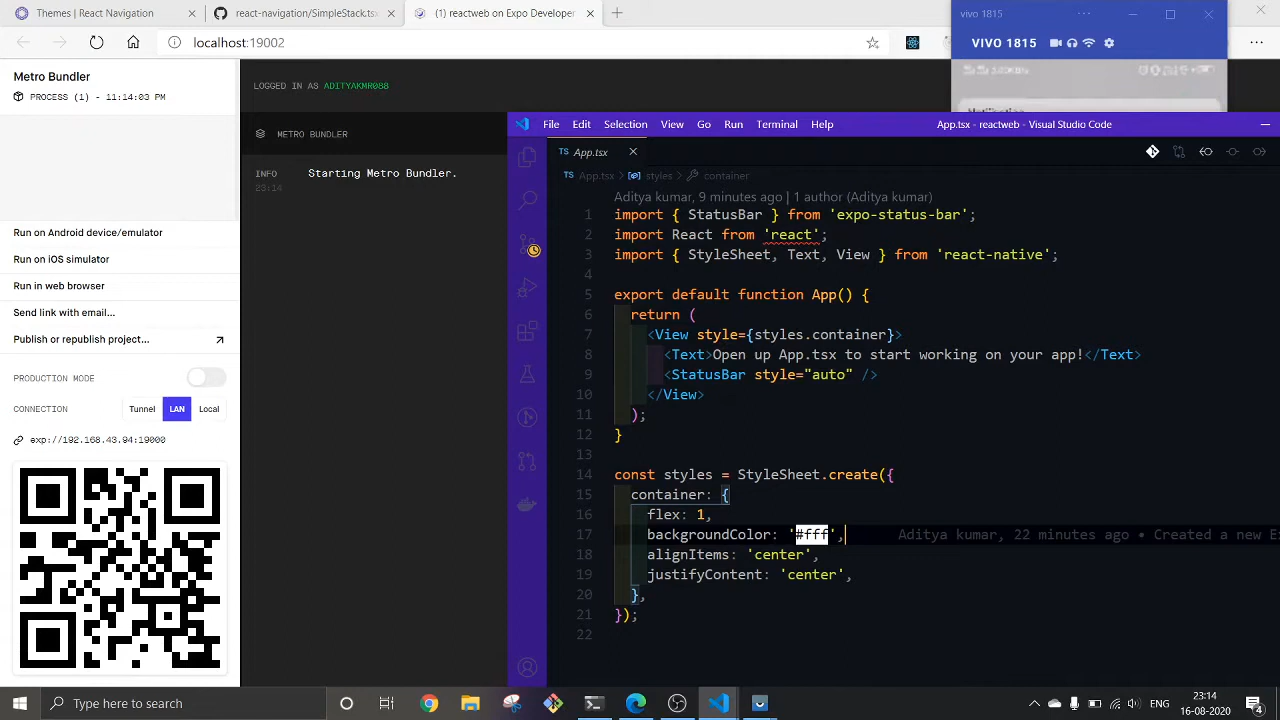 Themes | React Navigation
react-navigation/SimpleStack.ts
(1) reactweb on Expo Developer
vivo 1815
localhost:19002
VIVO 1815
Metro Bundler
PROCESS (1) - 11:14:03 PM
LOGGED IN AS ADITYAKMR088
METRO BUNDLER
INFO
23:14
Starting Metro Bundler.
Run on Android device/emulator
Run on iOS simulator
Run in web browser
Send link with email...
Publish or republish project...
PRODUCTION MODE
CONNECTION
Tunnel
LAN
Local
exp://192.168.43.94:19000
File Edit Selection View Go Run Terminal Help
App.tsx - reactweb - Visual Studio Code
TS App.tsx
TS App.tsx styles container
Aditya kumar, 9 minutes ago | 1 author (Aditya kumar)
1 import { StatusBar } from 'expo-status-bar';
2 import React from 'react';
3 import { StyleSheet, Text, View } from 'react-native';
4
5 export default function App() {
6 return (
7 <View style={styles.container}>
8 <Text>Open up App.tsx to start working on your app!</Text>
9 <StatusBar style="auto" />
10 </View>
11 );
12 }
13
14 const styles = StyleSheet.create({
15 container: {
16 flex: 1,
17 backgroundColor: '#fff', Aditya kumar, 22 minutes ago • Created a new E
18 alignItems: 'center',
19 justifyContent: 'center',
20 },
21 });
22
Type here to search
ENG
23:14
16-08-2020
4